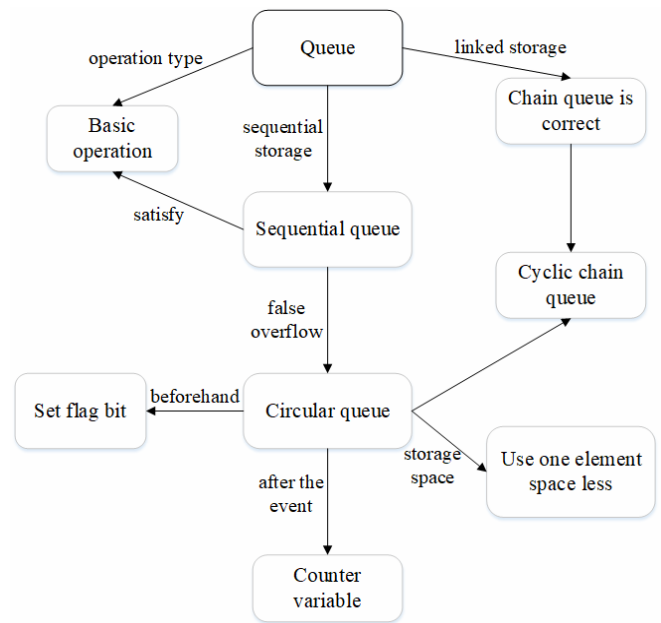 Queue
operation type
linked storage
Chain queue is
correct
Basic
operation
sequential
storage
satisfy
Sequential queue
Cyclic chain
queue
false
overflow
Set flag bit
beforehand
Circular queue
storage
space
Use one element
space less
after the
event
Counter
variable